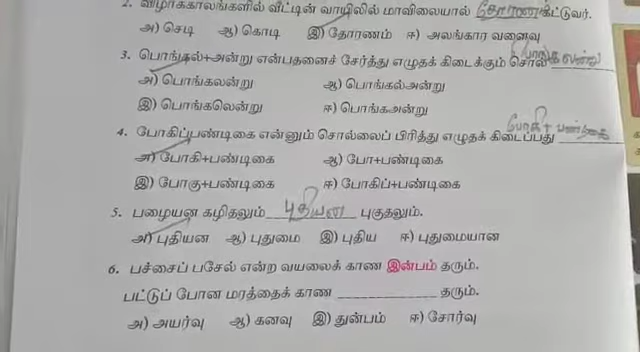 2. விழாக்காலங்களில் வீட்டின் வாயிலில் மாவிலையால் தோரணம் கட்டுவர்.
அ) செடி ஆ) கொடி இ) தோரணம் ஈ) அலங்கார வளைவு
3. பொங்கல்+அன்று என்பதனைச் சேர்த்து எழுதக் கிடைக்கும் சொல் பொங்கலன்று
அ) பொங்கலன்று ஆ) பொங்கல்அன்று
இ) பொங்கலென்று ஈ) பொங்கஅன்று
4. போகிப்பண்டிகை என்னும் சொல்லைப் பிரித்து எழுதக் கிடைப்பது போகி+பண்டிகை
அ) போகி+பண்டிகை ஆ) போ+பண்டிகை
இ) போகு+பண்டிகை ஈ) போகிப்+பண்டிகை
5. பழையன கழிதலும் புதியன புகுதலும்.
அ) புதியன ஆ) புதுமை இ) புதிய ஈ) புதுமையான
6. பச்சைப் பசேல் என்ற வயலைக் காண இன்பம் தரும்.
பட்டுப் போன மரத்தைக் காண ____________ தரும்.
அ) அயர்வு ஆ) கனவு இ) துன்பம் ஈ) சோர்வு